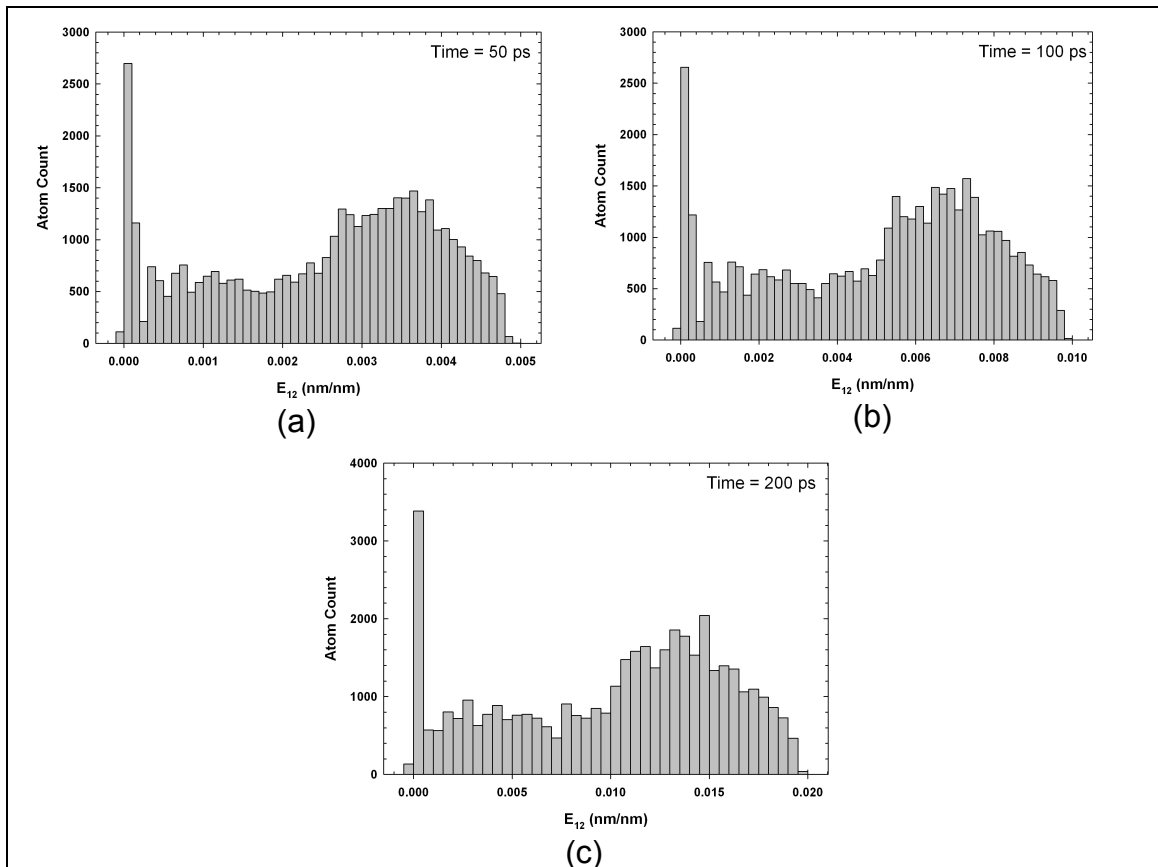 Time = 50 ps
3000
2500
2000
1500
1000
500
0
Atom Count
0.000 0.001 0.002 0.003 0.004 0.005
E12 (nm/nm)
(a)
Time = 100 ps
3000
2500
2000
1500
1000
500
0
Atom Count
0.000 0.002 0.004 0.006 0.008 0.010
E12 (nm/nm)
(b)
Time = 200 ps
4000
3000
2000
1000
0
Atom Count
0.000 0.005 0.010 0.015 0.020
E12 (nm/nm)
(c)